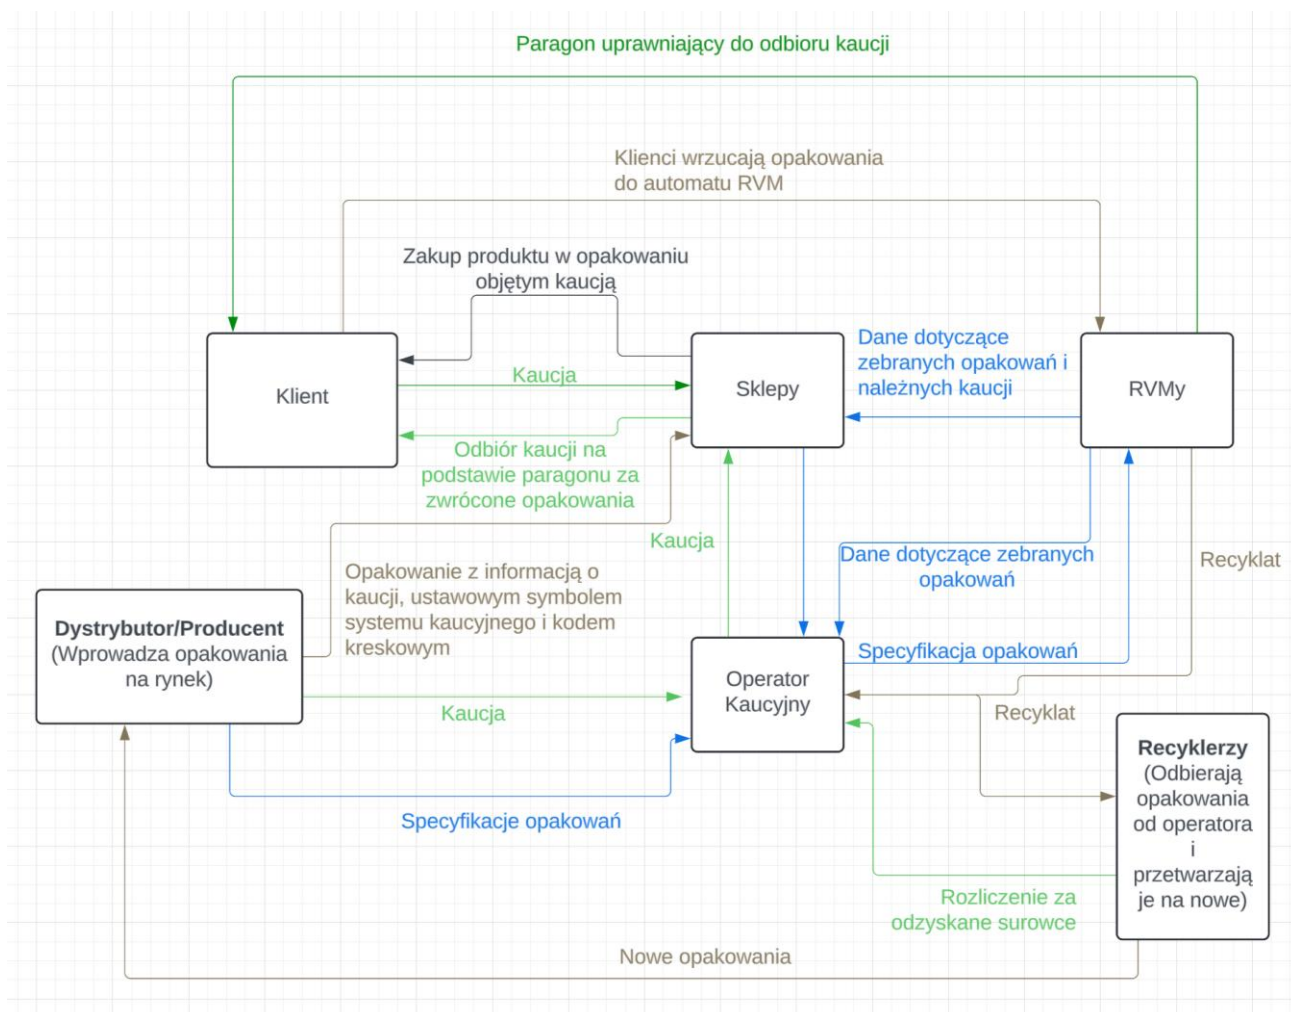 Paragon uprawniający do odbioru kaucji
Klienci wrzucają opakowania
do automatu RVM
Zakup produktu w opakowaniu
objętym kaucją
Klient
Kaucja
Sklepy
Dane dotyczące
zebranych opakowań i
należnych kaucji
RVMy
Odbiór kaucji na
podstawie paragonu za
zwrócone opakowania
Kaucja
Dane dotyczące zebranych
opakowań
Recyklat
Opakowanie z informacją o
kaucji, ustawowym symbolem
systemu kaucyjnego i kodem
kreskowym
Dystrybutor/Producent
(Wprowadza opakowania
na rynek)
Kaucja
Operator
Kaucyjny
Specyfikacja opakowań
Recyklat
Specyfikacje opakowań
Recyklerzy
(Odbierają
opakowania
od operatora
i
przetwarzają
je na nowe)
Rozliczenie za
odzyskane surowce
Nowe opakowania